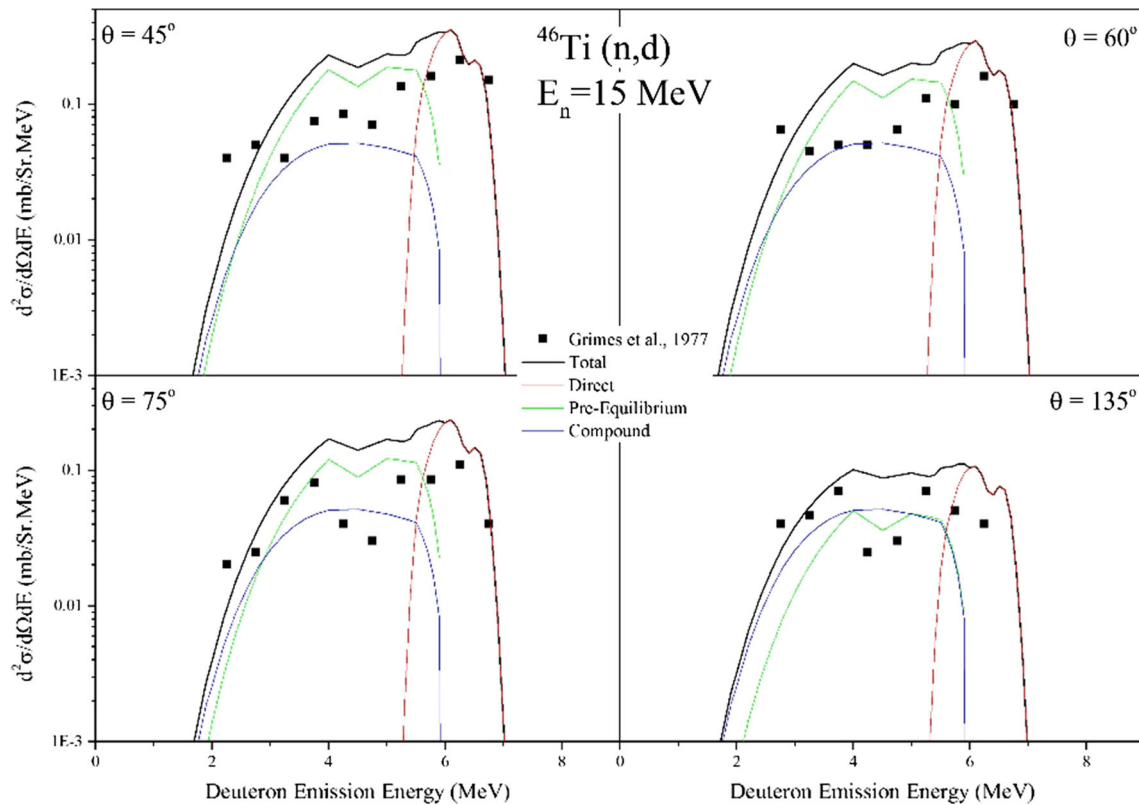 θ = 45°
⁴⁶Ti (n,d)
Eₙ=15 MeV
θ = 60°
0.1
0.01
1E-3
d²σ/dΩdE (mb/Sr.MeV)
Grimes et al., 1977
Total
Direct
Pre-Equilibrium
Compound
θ = 75°
θ = 135°
0.1
0.01
1E-3
d²σ/dΩdE (mb/Sr.MeV)
0 2 4 6 0 2 4 6 8
Deuteron Emission Energy (MeV) Deuteron Emission Energy (MeV)